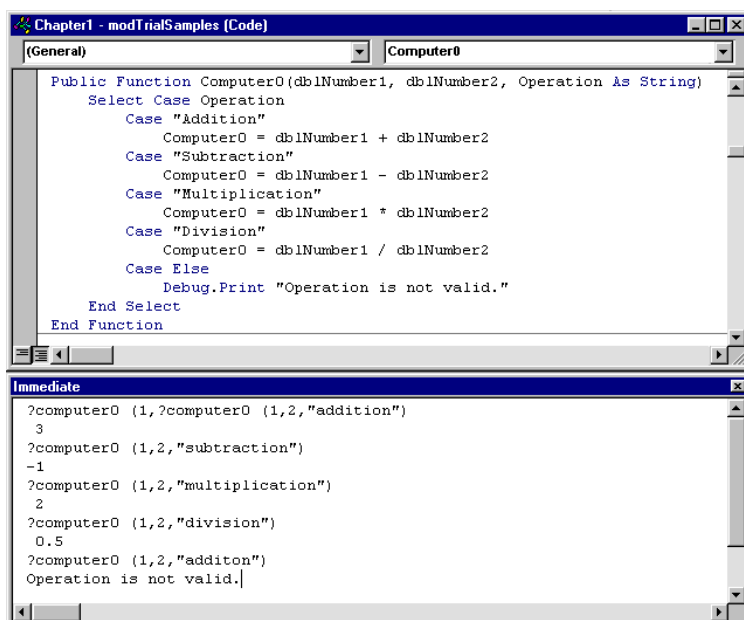 Chapter1 - modTrialSamples (Code)
(General) Computer0
Public Function Computer0(dblNumber1, dblNumber2, Operation As String)
Select Case Operation
Case "Addition"
Computer0 = dblNumber1 + dblNumber2
Case "Subtraction"
Computer0 = dblNumber1 - dblNumber2
Case "Multiplication"
Computer0 = dblNumber1 * dblNumber2
Case "Division"
Computer0 = dblNumber1 / dblNumber2
Case Else
Debug.Print "Operation is not valid."
End Select
End Function
Immediate
?computer0 (1,?computer0 (1,2,"addition")
3
?computer0 (1,2,"subtraction")
-1
?computer0 (1,2,"multiplication")
2
?computer0 (1,2,"division")
0.5
?computer0 (1,2,"additon")
Operation is not valid.